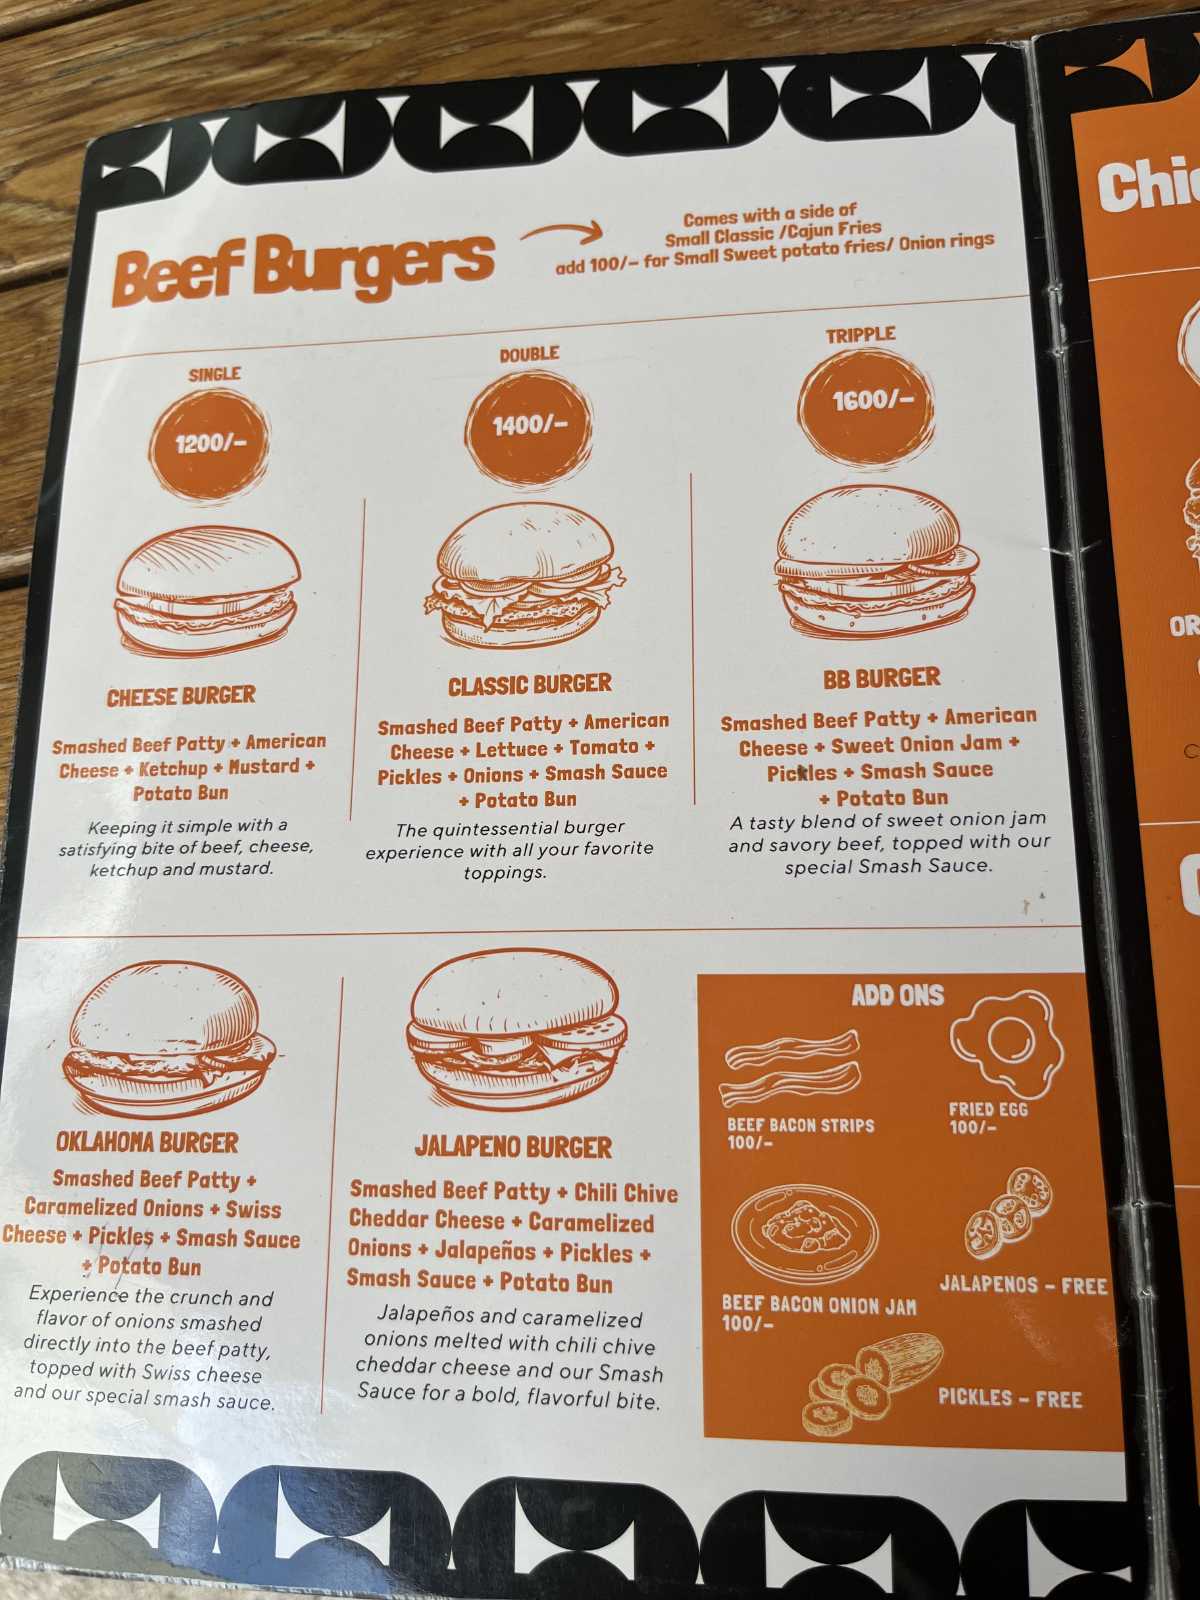 Beef Burgers
Comes with a side of
Small Classic /Cajun Fries
add 100/– for Small Sweet potato fries/ Onion rings
SINGLE
1200/–
DOUBLE
1400/–
TRIPPLE
1600/–
CHEESE BURGER
Smashed Beef Patty + American
Cheese + Ketchup + Mustard +
Potato Bun
Keeping it simple with a
satisfying bite of beef, cheese,
ketchup and mustard.
CLASSIC BURGER
Smashed Beef Patty + American
Cheese + Lettuce + Tomato +
Pickles + Onions + Smash Sauce
+ Potato Bun
The quintessential burger
experience with all your favorite
toppings.
BB BURGER
Smashed Beef Patty + American
Cheese + Sweet Onion Jam +
Pickles + Smash Sauce
+ Potato Bun
A tasty blend of sweet onion jam
and savory beef, topped with our
special Smash Sauce.
OKLAHOMA BURGER
Smashed Beef Patty +
Caramelized Onions + Swiss
Cheese + Pickles + Smash Sauce
+ Potato Bun
Experience the crunch and
flavor of onions smashed
directly into the beef patty,
topped with Swiss cheese
and our special smash sauce.
JALAPENO BURGER
Smashed Beef Patty + Chili Chive
Cheddar Cheese + Caramelized
Onions + Jalapeños + Pickles +
Smash Sauce + Potato Bun
Jalapeños and caramelized
onions melted with chili chive
cheddar cheese and our Smash
Sauce for a bold, flavorful bite.
ADD ONS
BEEF BACON STRIPS
100/–
FRIED EGG
100/–
BEEF BACON ONION JAM
100/–
JALAPENOS – FREE
PICKLES – FREE